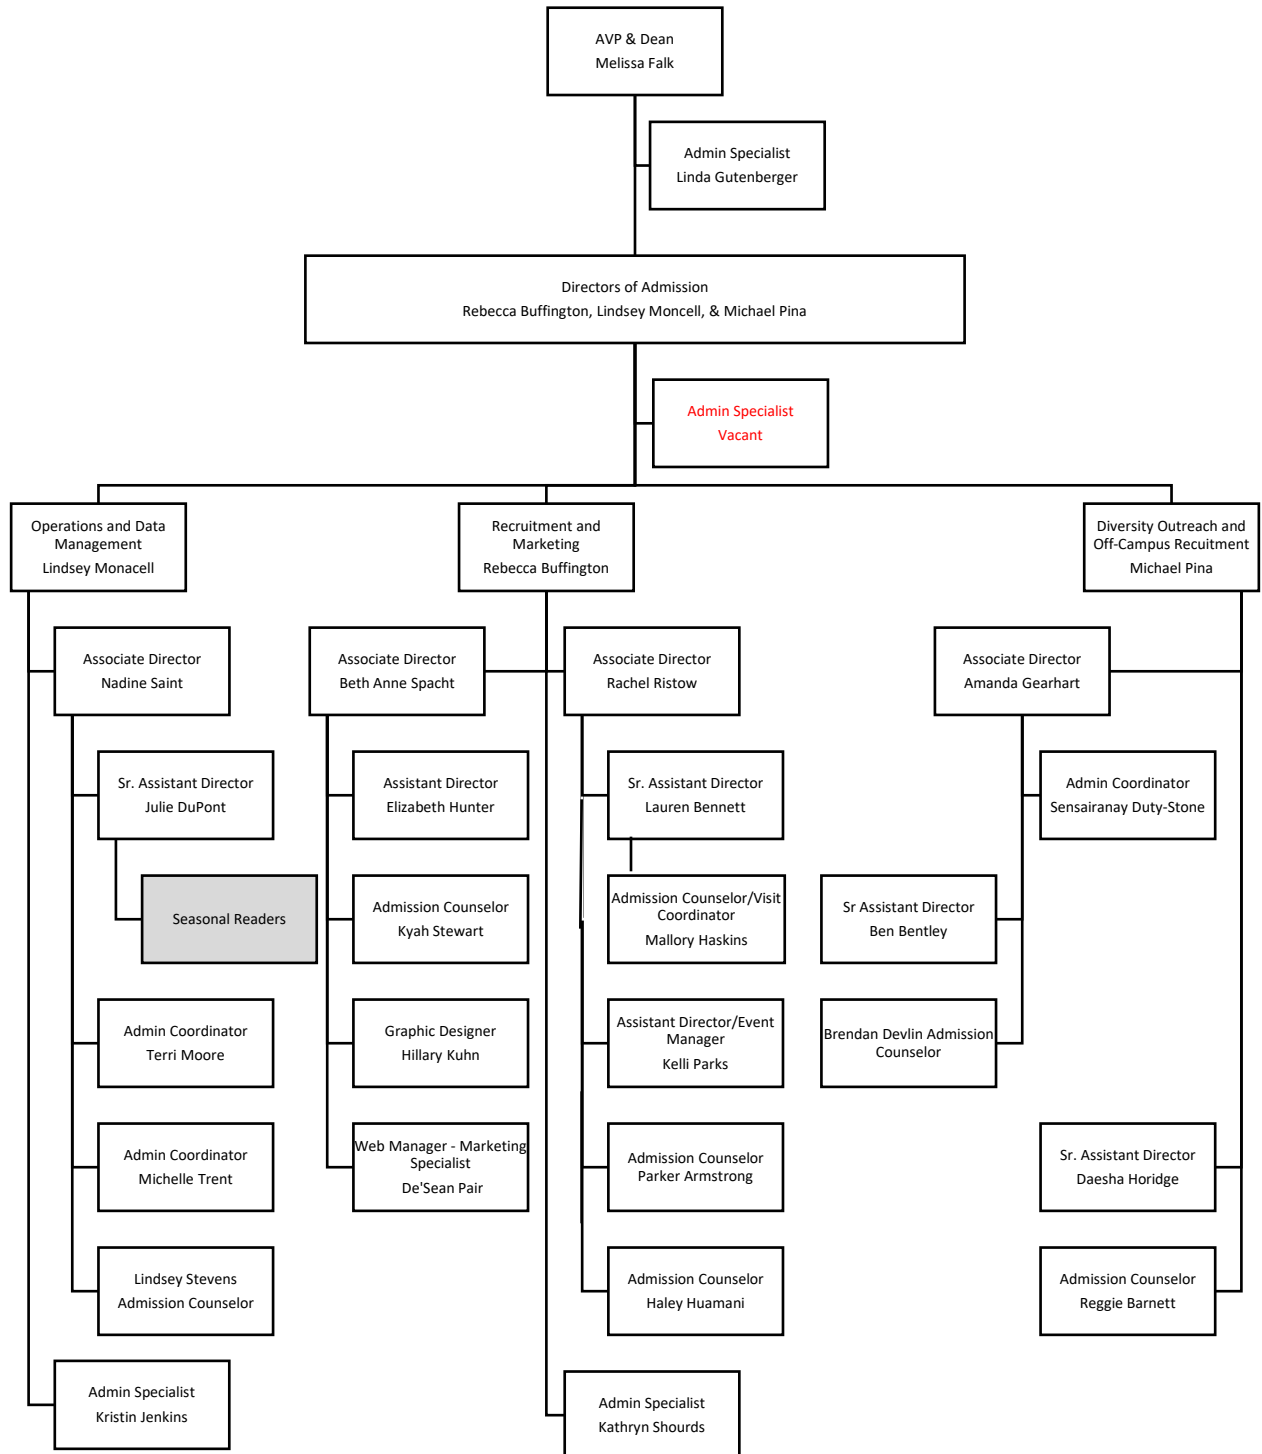 AVP & Dean
Melissa Falk
Admin Specialist
Linda Gutenberger
Directors of Admission
Rebecca Buffington, Lindsey Moncell, & Michael Pina
Admin Specialist
Vacant
Operations and Data
Management
Lindsey Monacell
Recruitment and
Marketing
Rebecca Buffington
Diversity Outreach and
Off-Campus Recuitment
Michael Pina
Associate Director
Nadine Saint
Associate Director
Beth Anne Spacht
Associate Director
Rachel Ristow
Associate Director
Amanda Gearhart
Sr. Assistant Director
Julie DuPont
Assistant Director
Elizabeth Hunter
Sr. Assistant Director
Lauren Bennett
Admin Coordinator
Sensairanay Duty-Stone
Seasonal Readers
Admission Counselor
Kyah Stewart
Admission Counselor/Visit
Coordinator
Mallory Haskins
Sr Assistant Director
Ben Bentley
Admin Coordinator
Terri Moore
Graphic Designer
Hillary Kuhn
Assistant Director/Event
Manager
Kelli Parks
Brendan Devlin Admission
Counselor
Admin Coordinator
Michelle Trent
Web Manager - Marketing
Specialist
De'Sean Pair
Admission Counselor
Parker Armstrong
Sr. Assistant Director
Daesha Horidge
Lindsey Stevens
Admission Counselor
Admission Counselor
Haley Huamani
Admission Counselor
Reggie Barnett
Admin Specialist
Kristin Jenkins
Admin Specialist
Kathryn Shourds